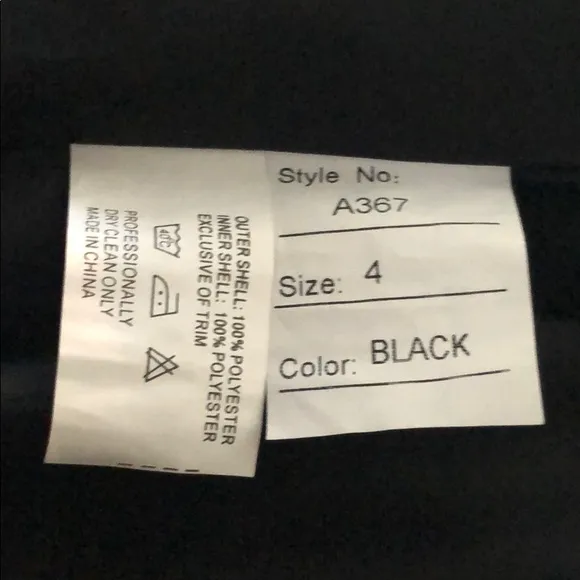 Style No:
A367
Size: 4
Color: BLACK
OUTER SHELL: 100% POLYESTER
INNER SHELL: 100% POLYESTER
EXCLUSIVE OF TRIM
40C
PROFESSIONALLY
DRY CLEAN ONLY
MADE IN CHINA